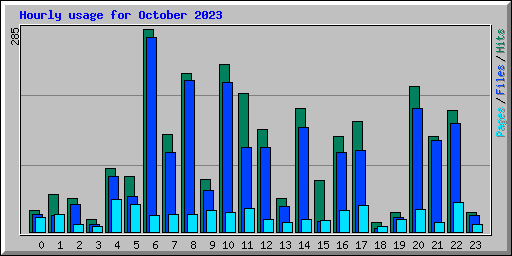 Hourly usage for October 2023
285
Pages / Files / Hits
0 1 2 3 4 5 6 7 8 9 10 11 12 13 14 15 16 17 18 19 20 21 22 23